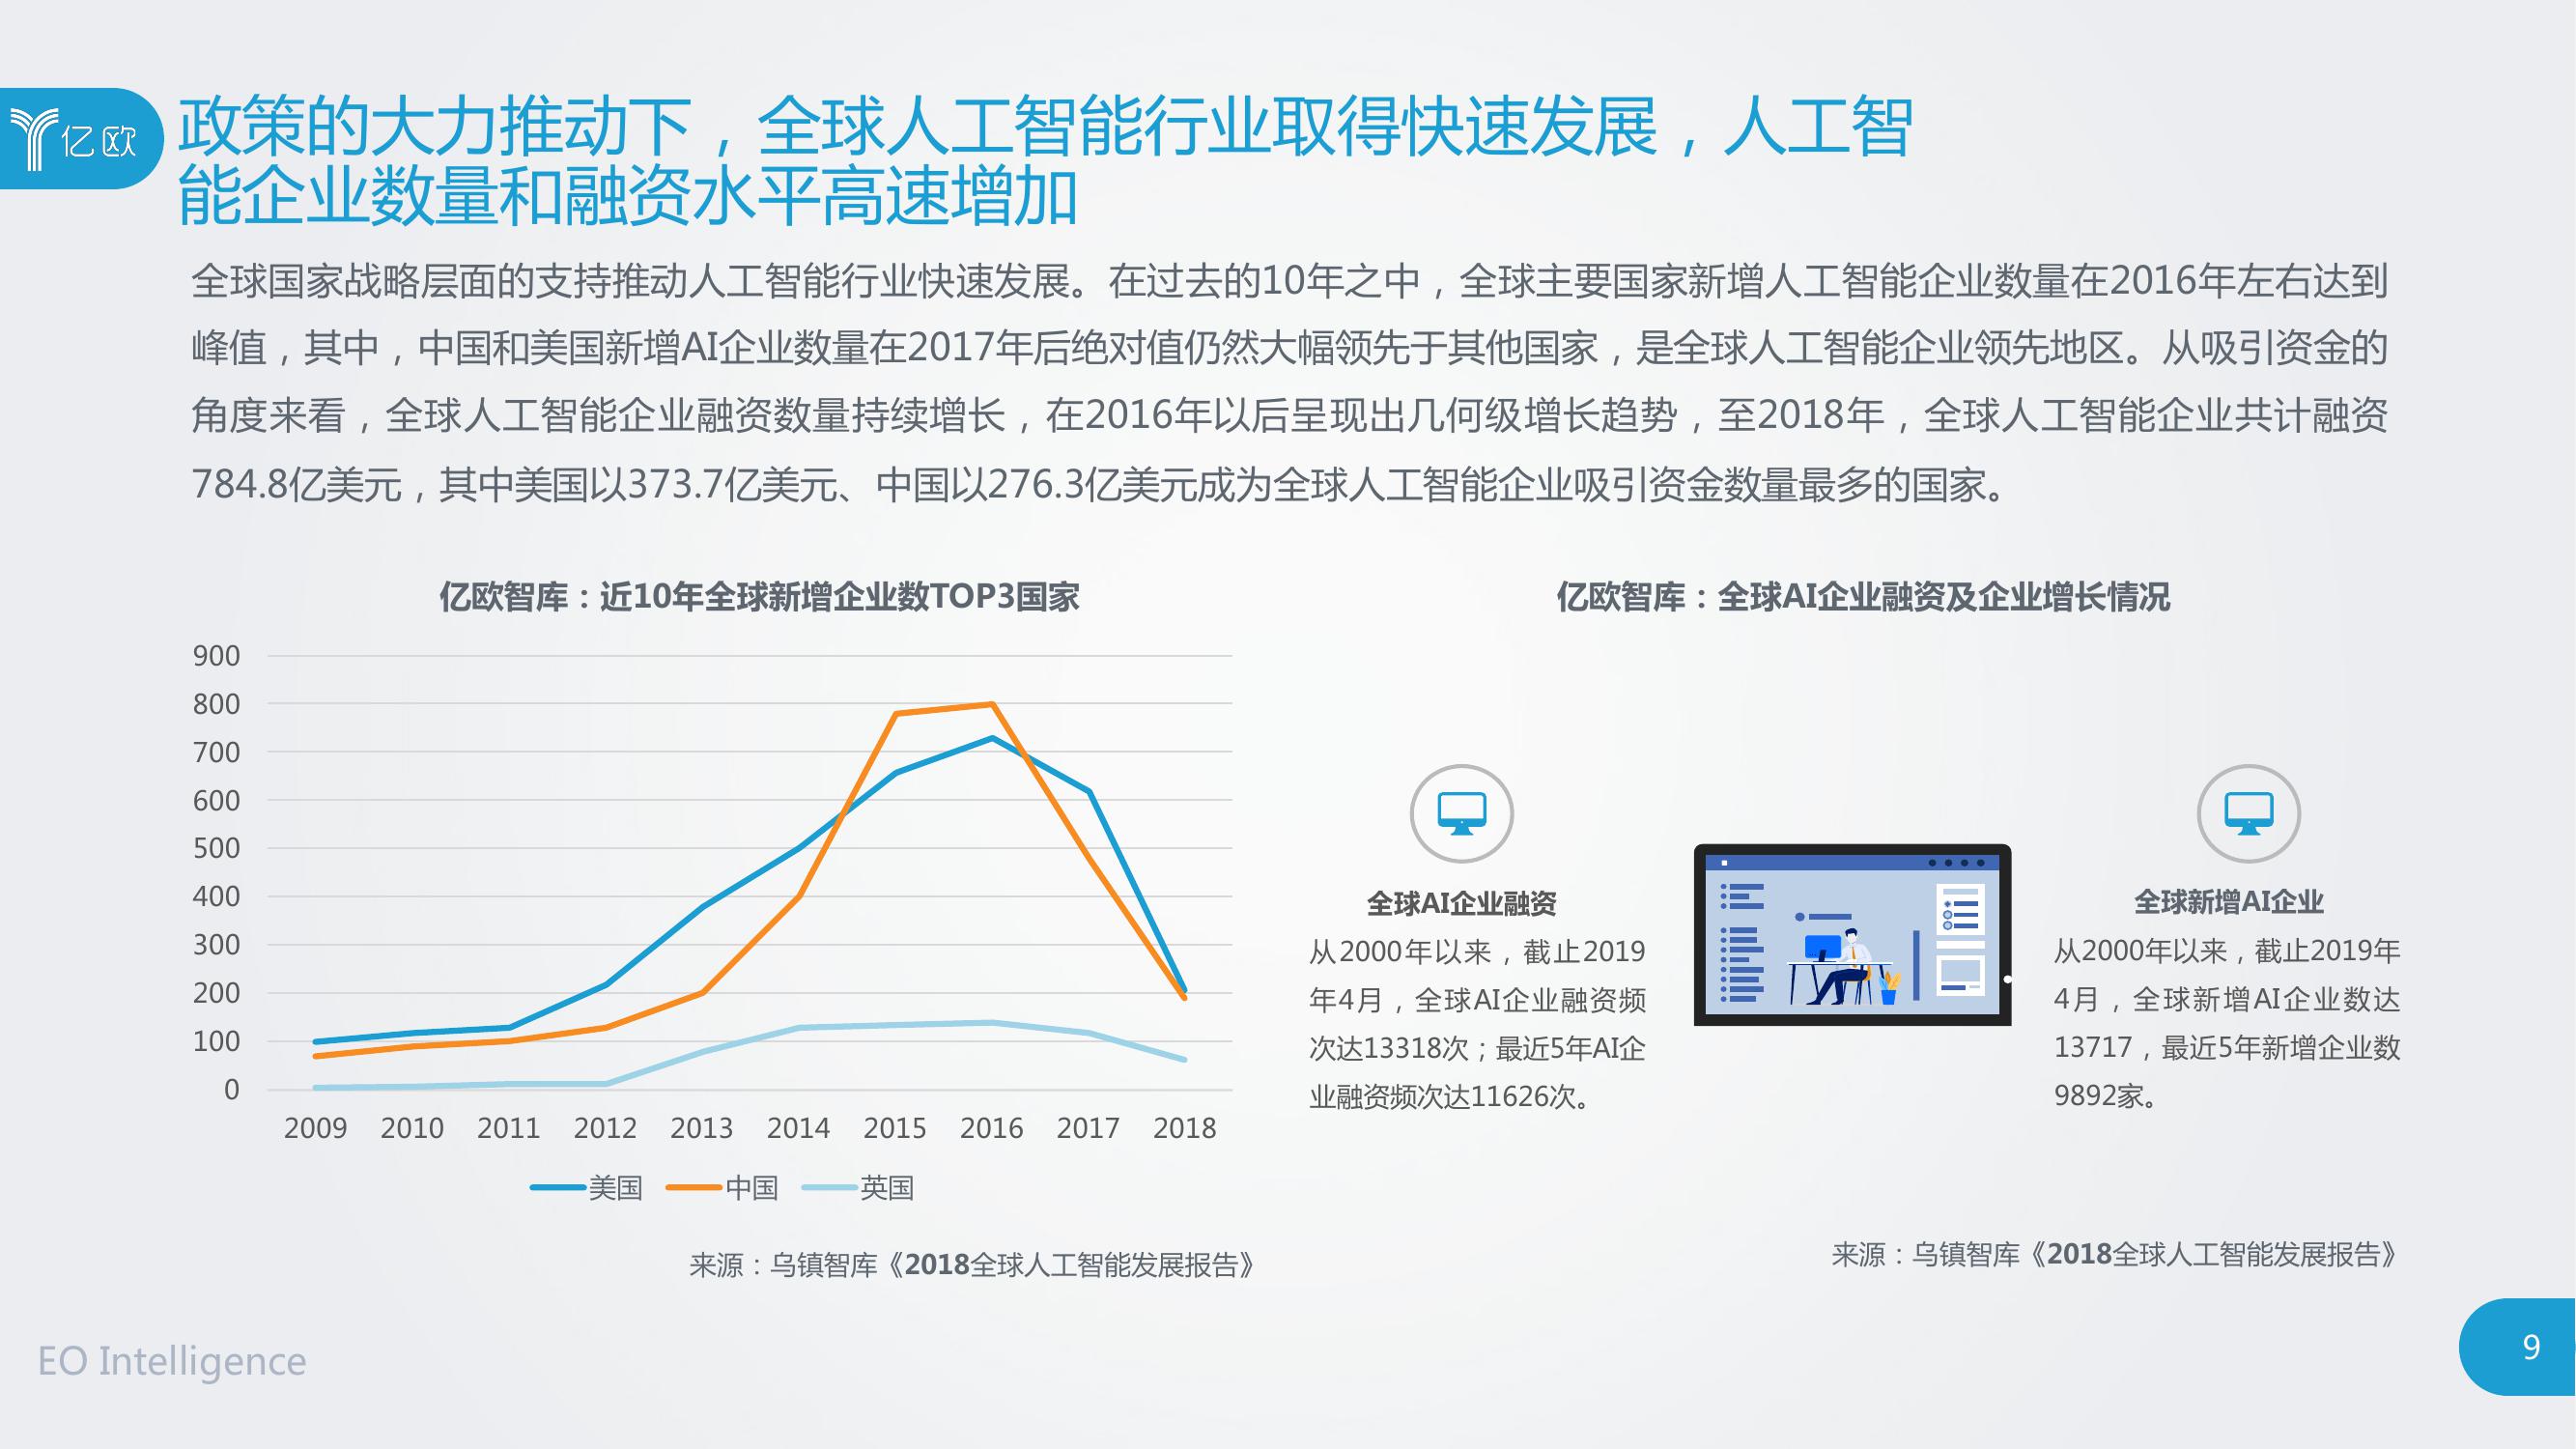 亿欧
政策的大力推动下，全球人工智能行业取得快速发展，人工智
能企业数量和融资水平高速增加
全球国家战略层面的支持推动人工智能行业快速发展。在过去的10年之中，全球主要国家新增人工智能企业数量在2016年左右达到
峰值，其中，中国和美国新增AI企业数量在2017年后绝对值仍然大幅领先于其他国家，是全球人工智能企业领先地区。从吸引资金的
角度来看，全球人工智能企业融资数量持续增长，在2016年以后呈现出几何级增长趋势，至2018年，全球人工智能企业共计融资
784.8亿美元，其中美国以373.7亿美元、中国以276.3亿美元成为全球人工智能企业吸引资金数量最多的国家。
亿欧智库：近10年全球新增企业数TOP3国家
900
800
700
600
500
400
300
200
100
0
2009 2010 2011 2012 2013 2014 2015 2016 2017 2018
美国 中国 英国
来源：乌镇智库《2018全球人工智能发展报告》
亿欧智库：全球AI企业融资及企业增长情况
全球AI企业融资
从2000年以来，截止2019
年4月，全球AI企业融资频
次达13318次；最近5年AI企
业融资频次达11626次。
全球新增AI企业
从2000年以来，截止2019年
4月，全球新增AI企业数达
13717，最近5年新增企业数
9892家。
来源：乌镇智库《2018全球人工智能发展报告》
EO Intelligence
9